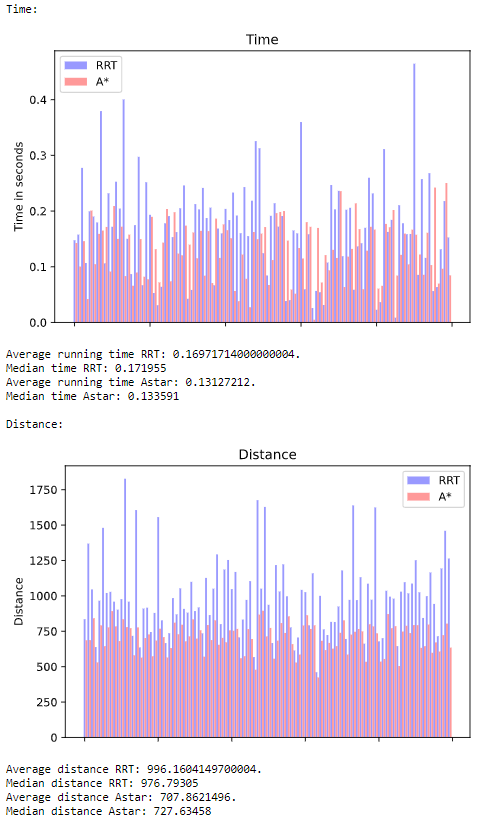 Time:
Time
RRT
A*
0.4
0.3
0.2
0.1
0.0
Time in seconds
Average running time RRT: 0.16971714000000004.
Median time RRT: 0.171955
Average running time Astar: 0.13127212.
Median time Astar: 0.133591
Distance:
Distance
RRT
A*
1750
1500
1250
1000
750
500
250
0
Distance
Average distance RRT: 996.1604149700004.
Median distance RRT: 976.79305
Average distance Astar: 707.8621496.
Median distance Astar: 727.63458